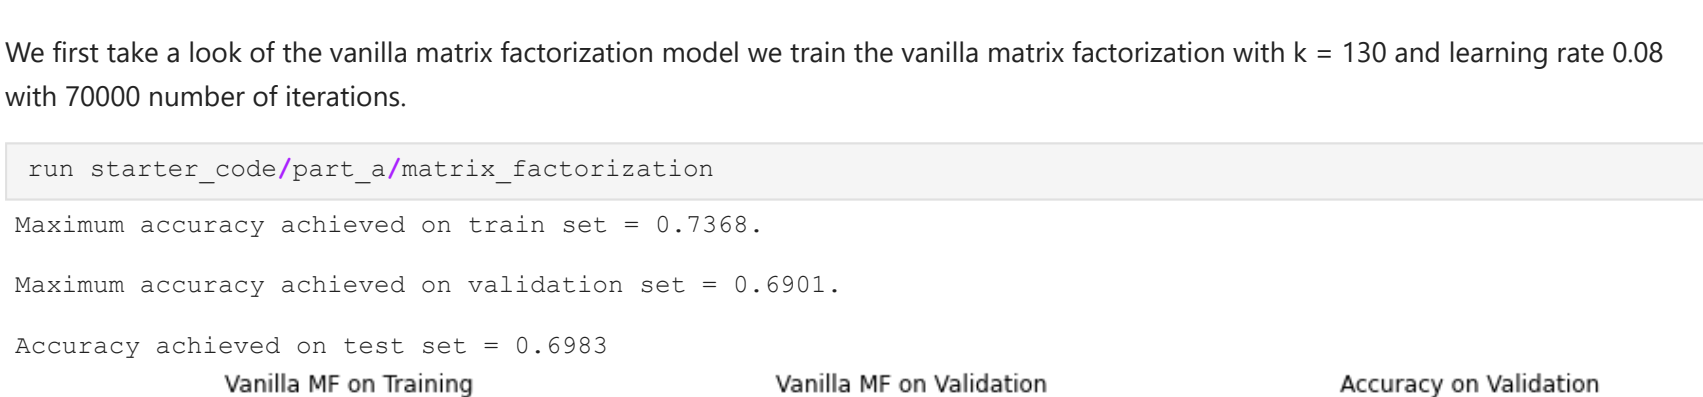 We first take a look of the vanilla matrix factorization model we train the vanilla matrix factorization with k = 130 and learning rate 0.08
with 70000 number of iterations.
run starter_code/part_a/matrix_factorization
Maximum accuracy achieved on train set = 0.7368.
Maximum accuracy achieved on validation set = 0.6901.
Accuracy achieved on test set = 0.6983
Vanilla MF on Training Vanilla MF on Validation Accuracy on Validation